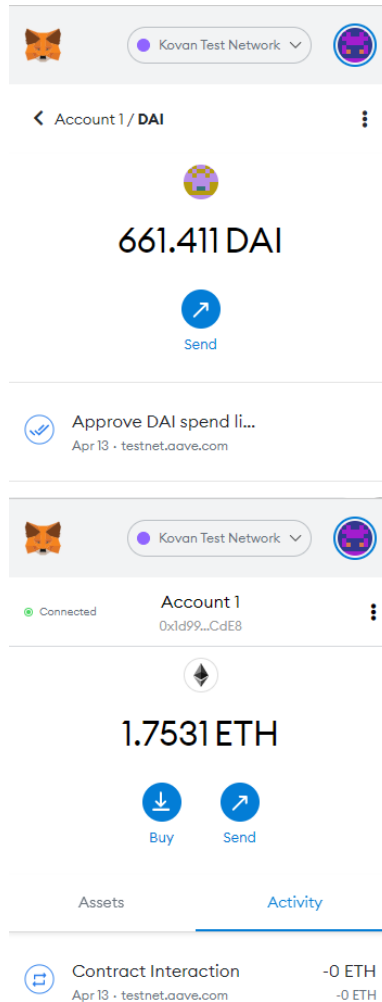 Kovan Test Network
Account 1 / DAI
661.411 DAI
Send
Approve DAI spend li...
Apr 13 · testnet.aave.com
Kovan Test Network
Connected
Account 1
0x1d99...CdE8
1.7531 ETH
Buy
Send
Assets
Activity
Contract Interaction
-0 ETH
Apr 13 · testnet.aave.com
-0 ETH